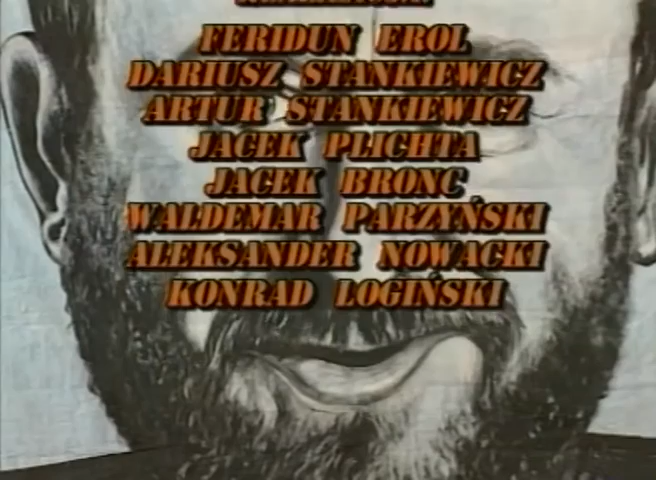 FERIDUN EROL
DARIUSZ STANKIEWICZ
ARTUR STANKIEWICZ
JACEK PLICHTA
JACEK BRONC
WALDEMAR PARZYŃSKI
ALEKSANDER NOWACKI
KONRAD LOGIŃSKI